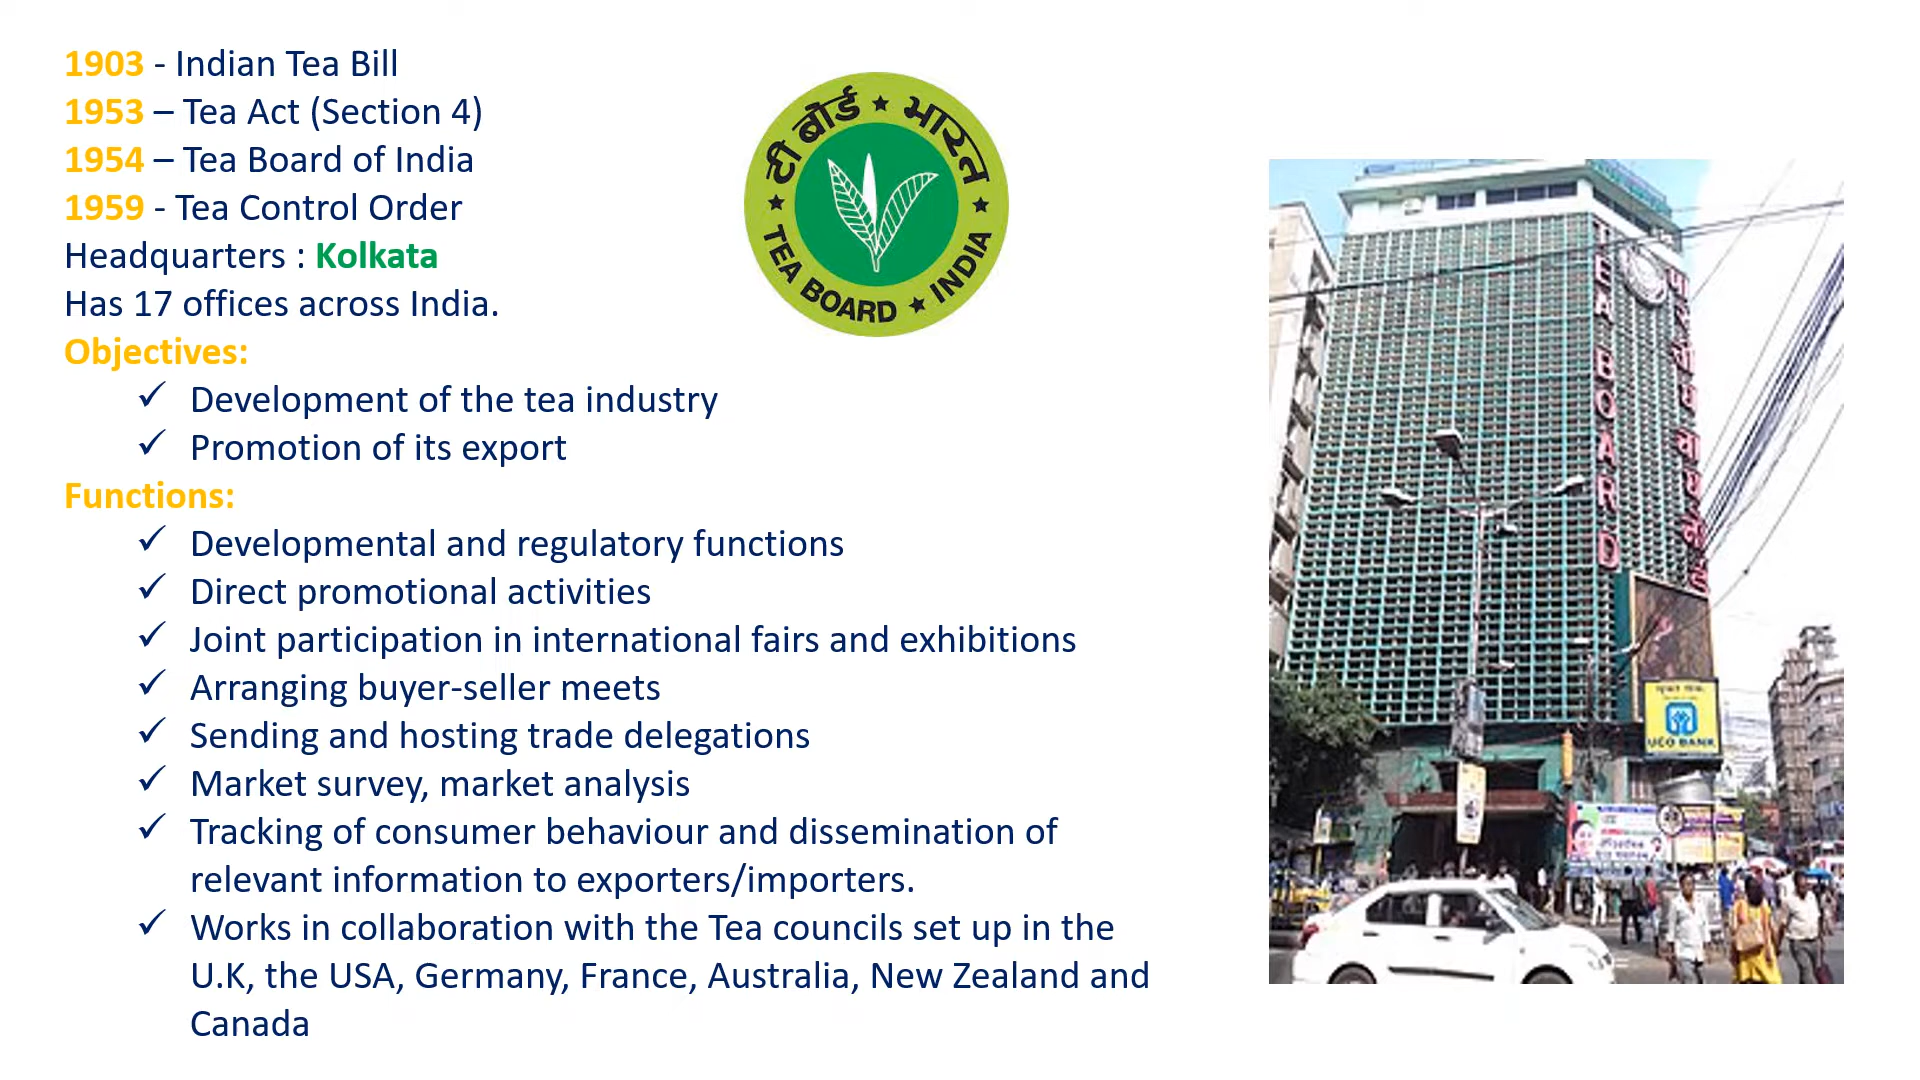 1903 - Indian Tea Bill
1953 – Tea Act (Section 4)
1954 – Tea Board of India
1959 - Tea Control Order
Headquarters : Kolkata
Has 17 offices across India.
Objectives:
✓ Development of the tea industry
✓ Promotion of its export
Functions:
✓ Developmental and regulatory functions
✓ Direct promotional activities
✓ Joint participation in international fairs and exhibitions
✓ Arranging buyer-seller meets
✓ Sending and hosting trade delegations
✓ Market survey, market analysis
✓ Tracking of consumer behaviour and dissemination of
relevant information to exporters/importers.
✓ Works in collaboration with the Tea councils set up in the
U.K, the USA, Germany, France, Australia, New Zealand and
Canada
टी बोर्ड ★ भारत
★ TEA BOARD ★ INDIA ★
TEA BOARD
UCO BANK